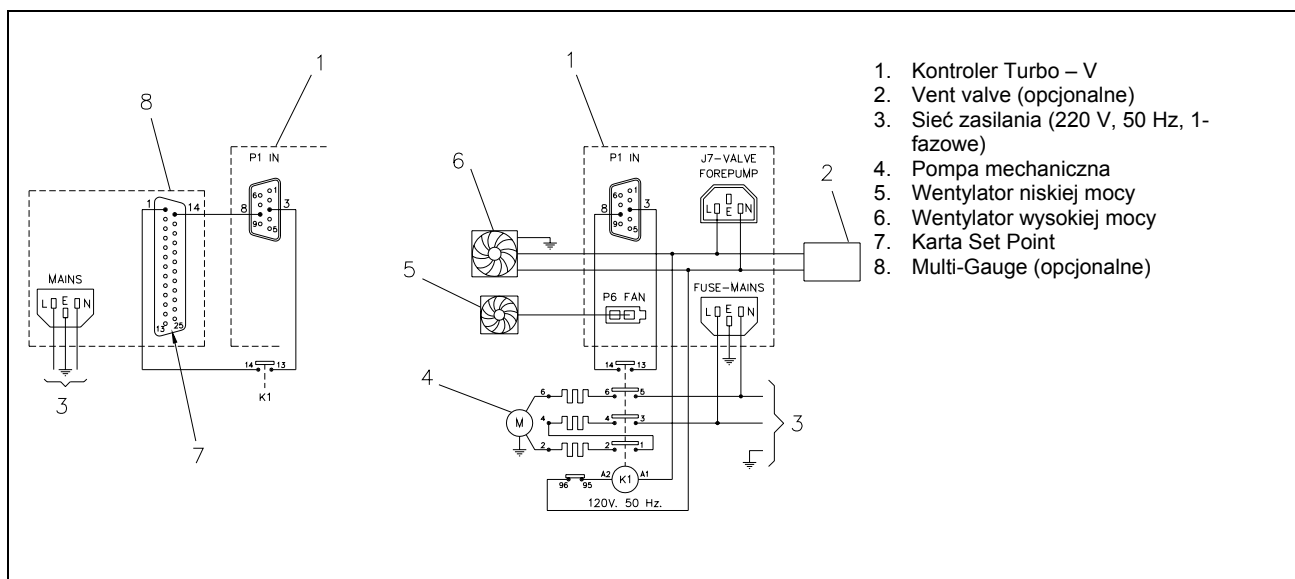 1
8
P1 IN
6
1
1
14
8
3
9
5
MAINS
L
E
N
13
25
3
14
13
K1
7
1
P1 IN
6
1
8
3
9
5
J7-VALVE
FOREPUMP
L
E
N
2
6
5
P6 FAN
FUSE-MAINS
L
E
N
14
13
4
6
6
5
M
4
4
3
2
2
1
3
A2
K1
A1
96
95
120V. 50 Hz.
1. Kontroler Turbo – V
2. Vent valve (opcjonalne)
3. Sieć zasilania (220 V, 50 Hz, 1-
fazowe)
4. Pompa mechaniczna
5. Wentylator niskiej mocy
6. Wentylator wysokiej mocy
7. Karta Set Point
8. Multi-Gauge (opcjonalne)